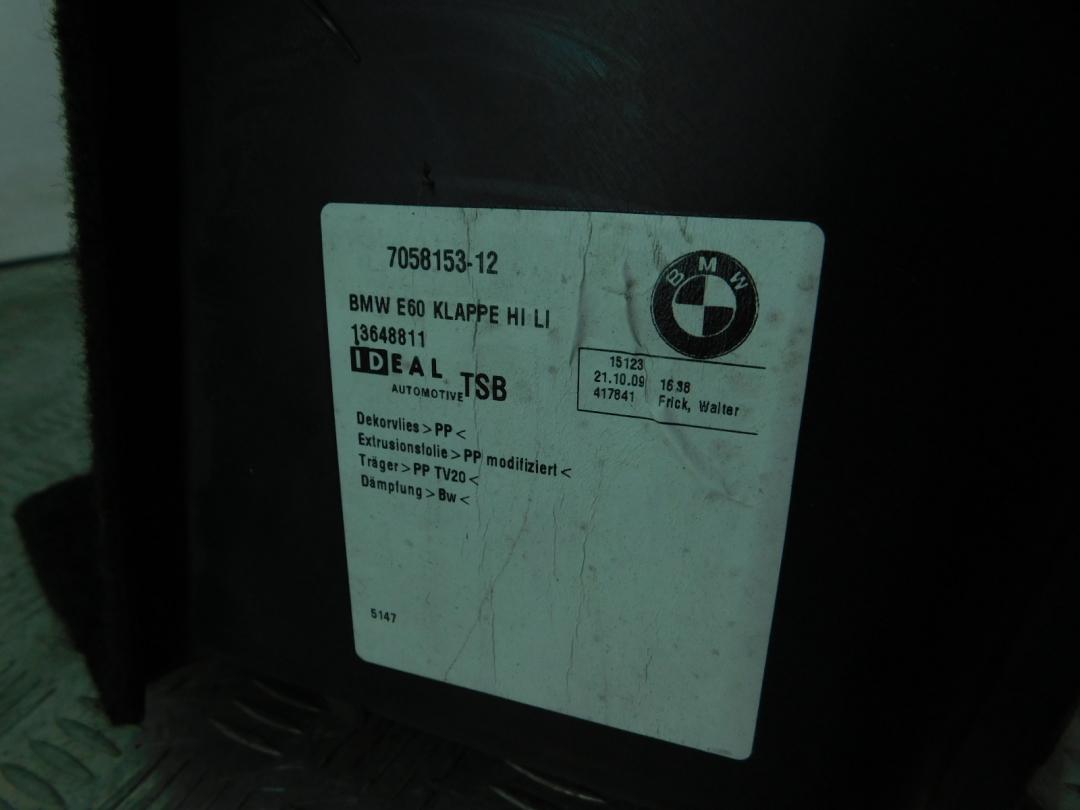 7058153-12
BMW
BMW E60 KLAPPE HI LI
13648811
IDEAL
AUTOMOTIVE TSB
15123
21.10.09 16:38
417841 Frick, Walter
Dekorvlies>PP<
Extrusionsfolie>PP modifiziert<
Träger>PP TV20<
Dämpfung>Bw<
5147